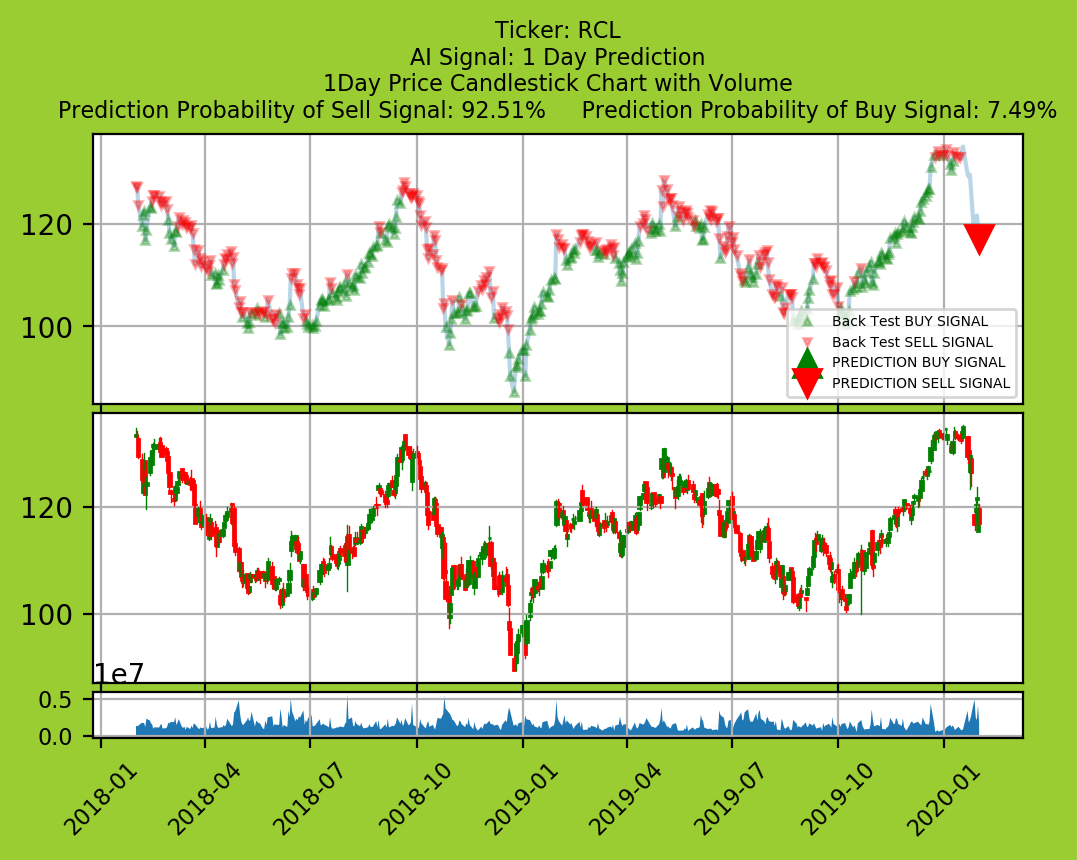 Ticker: RCL
AI Signal: 1 Day Prediction
1Day Price Candlestick Chart with Volume
Prediction Probability of Sell Signal: 92.51% Prediction Probability of Buy Signal: 7.49%
120
100
Back Test BUY SIGNAL
Back Test SELL SIGNAL
PREDICTION BUY SIGNAL
PREDICTION SELL SIGNAL
120
100
1e7
0.5
0.0
2018-01
2018-04
2018-07
2018-10
2019-01
2019-04
2019-07
2019-10
2020-01